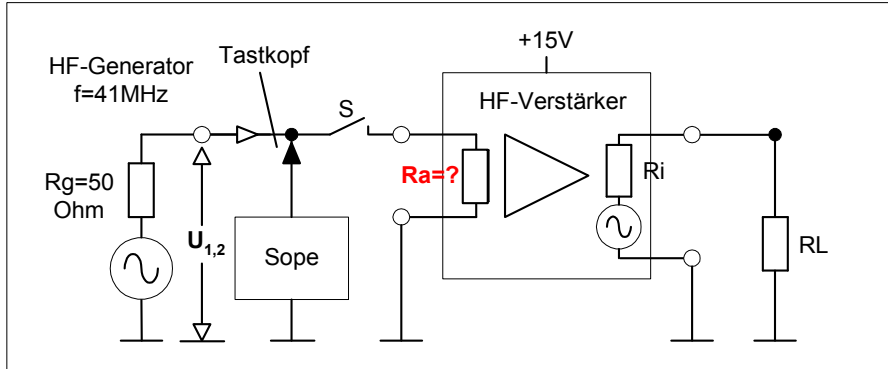 +15V
Tastkopf
HF-Generator
f=41MHz
HF-Verstärker
S
Rg=50
Ohm
Ra=?
Ri
U1,2
Sope
RL